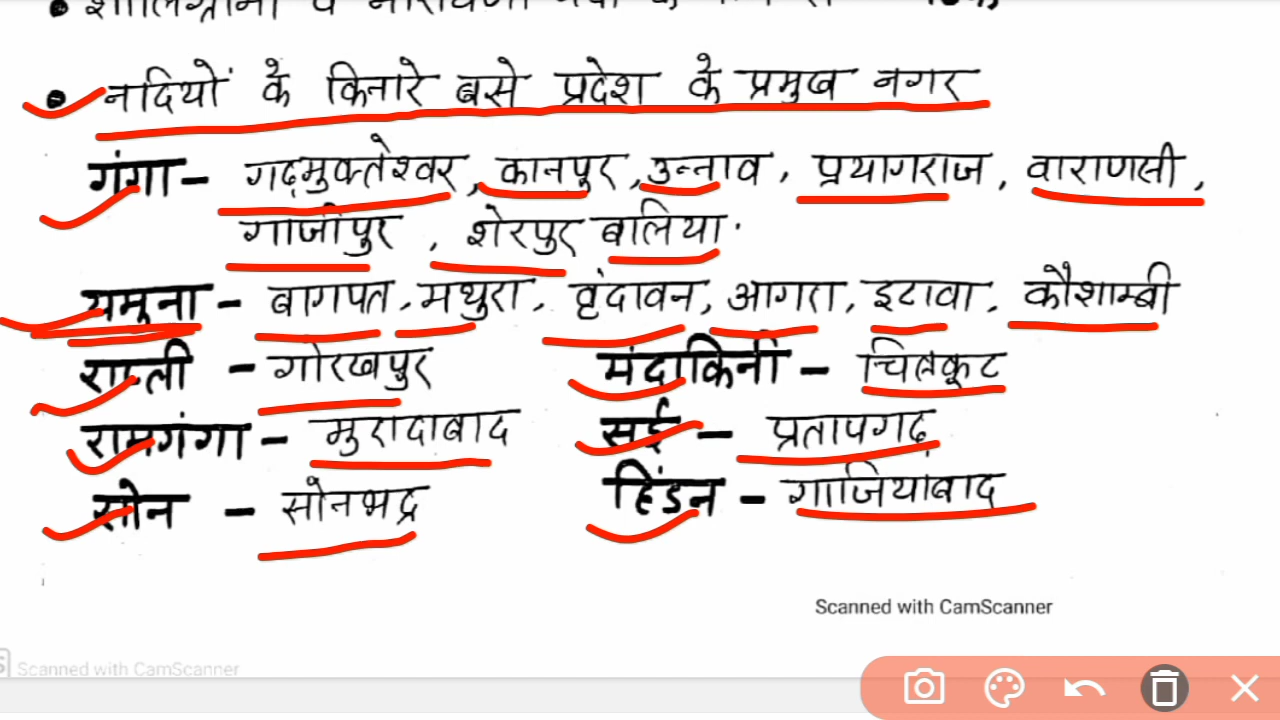 नदियों के किनारे बसे प्रदेश के प्रमुख नगर
गंगा - गढ़मुक्तेश्वर, कानपुर, उन्नाव, प्रयागराज, वाराणसी,
गाजीपुर, शेरपुर बालिया.
यमुना - बागपत, मथुरा, वृंदावन, आगरा, इटावा, कौशाम्बी
राप्ती - गोरखपुर मंदाकिनी - चित्रकूट
रामगंगा - मुरादाबाद सई - प्रतापगढ़
सोन - सोनभद्र हिंडन - गाजियाबाद
Scanned with CamScanner
Scanned with CamScanner